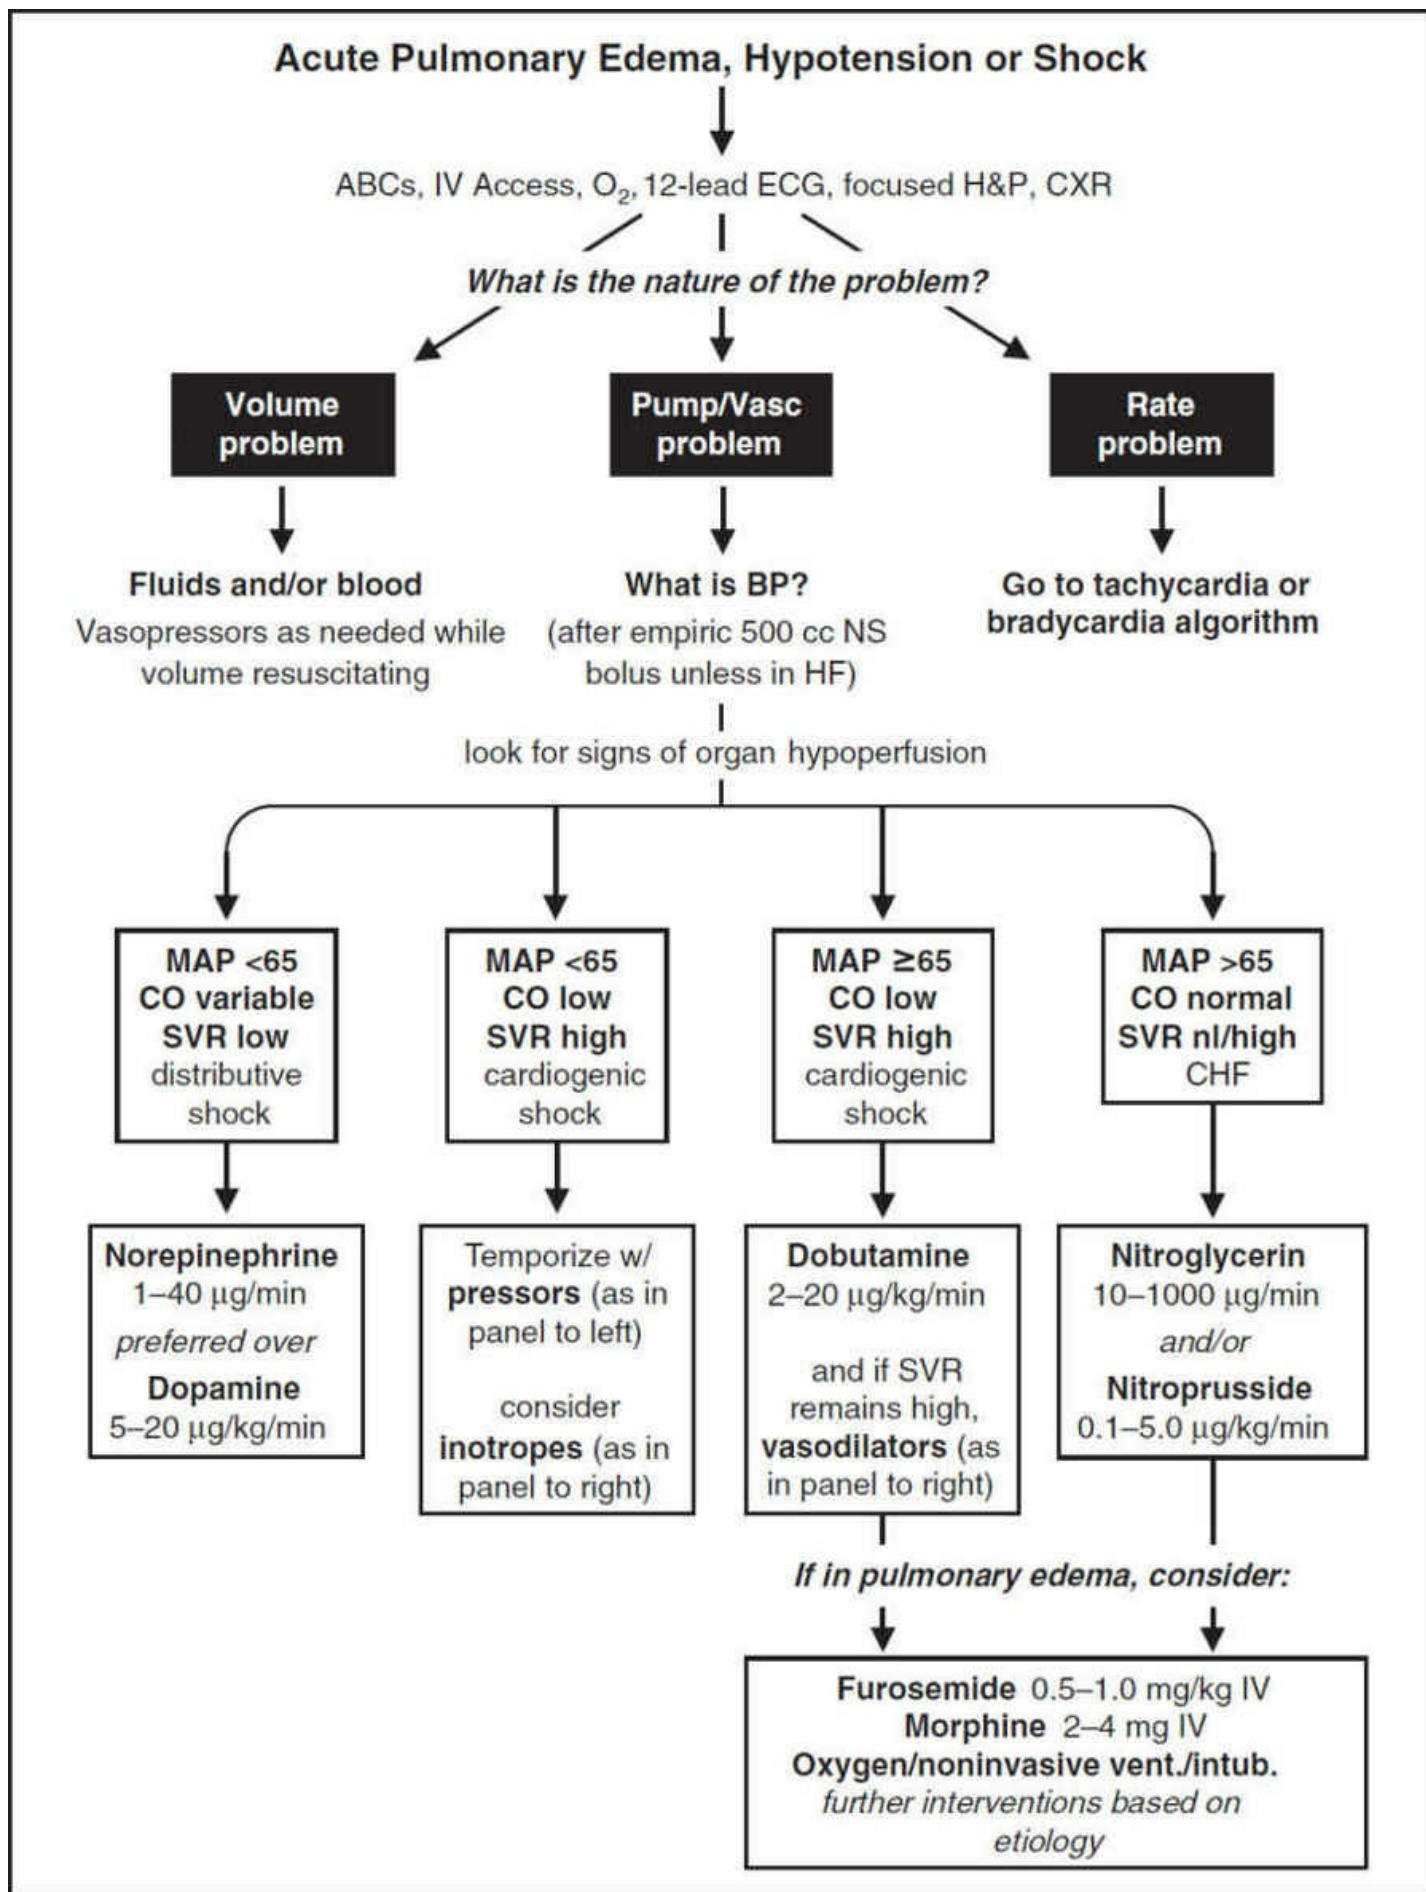 Acute Pulmonary Edema, Hypotension or Shock
ABCs, IV Access, O₂, 12-lead ECG, focused H&P, CXR
What is the nature of the problem?
Volume
problem
Pump/Vasc
problem
Rate
problem
Fluids and/or blood
Vasopressors as needed while
volume resuscitating
What is BP?
(after empiric 500 cc NS
bolus unless in HF)
Go to tachycardia or
bradycardia algorithm
look for signs of organ hypoperfusion
MAP <65
CO variable
SVR low
distributive
shock
MAP <65
CO low
SVR high
cardiogenic
shock
MAP ≥65
CO low
SVR high
cardiogenic
shock
MAP >65
CO normal
SVR nl/high
CHF
Norepinephrine
1–40 µg/min
preferred over
Dopamine
5–20 µg/kg/min
Temporize w/
pressors (as in
panel to left)
consider
inotropes (as in
panel to right)
Dobutamine
2–20 µg/kg/min
and if SVR
remains high,
vasodilators (as
in panel to right)
Nitroglycerin
10–1000 µg/min
and/or
Nitroprusside
0.1–5.0 µg/kg/min
If in pulmonary edema, consider:
Furosemide 0.5–1.0 mg/kg IV
Morphine 2–4 mg IV
Oxygen/noninvasive vent./intub.
further interventions based on
etiology